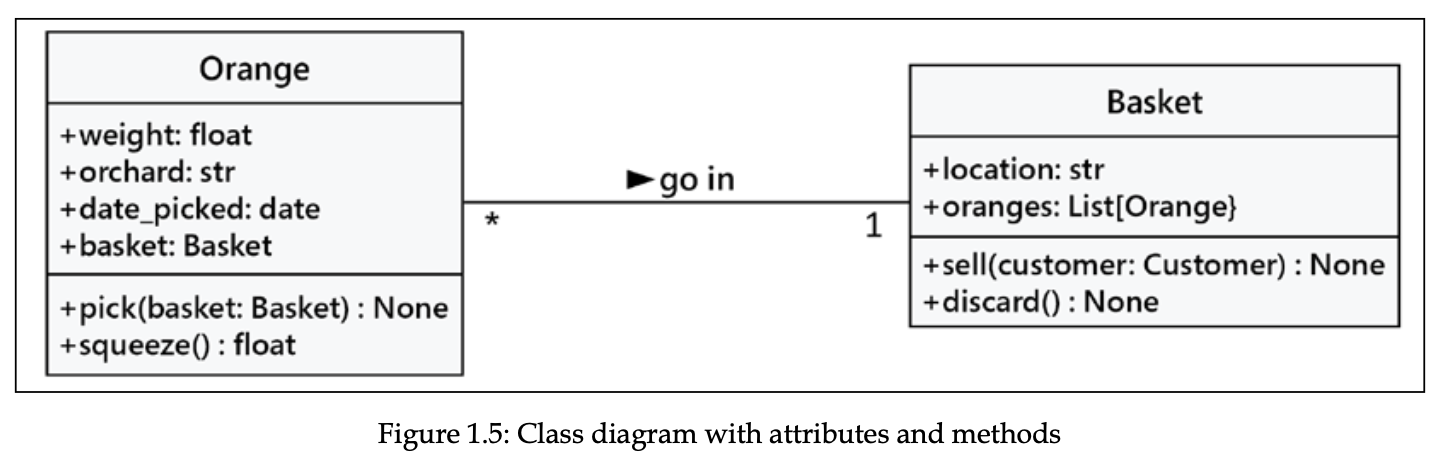 Orange
+weight: float
+orchard: str
+date_picked: date
+basket: Basket
+pick(basket: Basket) : None
+squeeze() : float
►go in
*
1
Basket
+location: str
+oranges: List[Orange}
+sell(customer: Customer) : None
+discard() : None
Figure 1.5: Class diagram with attributes and methods